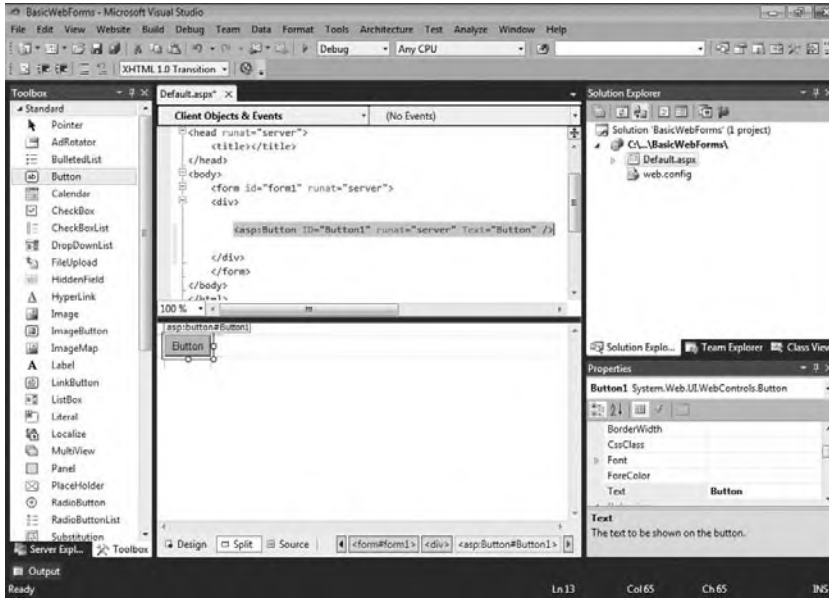 BasicWebForms - Microsoft Visual Studio
File Edit View Website Build Debug Team Data Format Tools Architecture Test Analyze Window Help
Debug Any CPU
XHTML 1.0 Transition
Toolbox
Standard
Pointer
AdRotator
BulletedList
Button
Calendar
CheckBox
CheckBoxList
DropDownList
FileUpload
HiddenField
HyperLink
Image
ImageButton
ImageMap
Label
LinkButton
ListBox
Literal
Localize
MultiView
Panel
PlaceHolder
RadioButton
RadioButtonList
Substitution
Server Expl... Toolbox
Default.aspx* X
Client Objects & Events (No Events)
<head runat="server">
<title></title>
</head>
<body>
<form id="form1" runat="server">
<div>
<asp:Button ID="Button1" runat="server" Text="Button" />
</div>
</form>
</body>
</html>
100 %
asp:button#Button1
Button
Design Split Source <form#form1> <div> <asp:Button#Button1>
Solution Explorer
Solution 'BasicWebForms' (1 project)
C:\...\BasicWebForms\
Default.aspx
web.config
Solution Explo... Team Explorer Class View
Properties
Button1 System.Web.UI.WebControls.Button
BorderWidth
CssClass
Font
ForeColor
Text Button
Text
The text to be shown on the button.
Output
Ready Ln 13 Col 65 Ch 65 INS